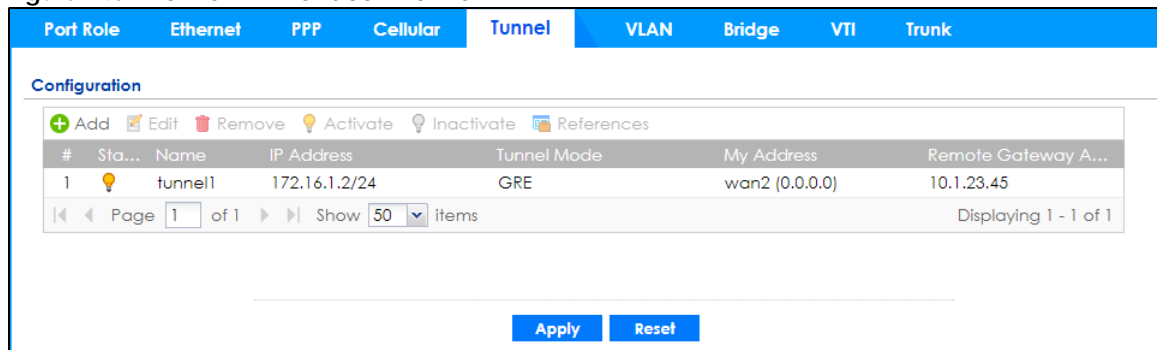 Port Role Ethernet PPP Cellular Tunnel VLAN Bridge VTI Trunk
Configuration
Add Edit Remove Activate Inactivate References
# Sta... Name IP Address Tunnel Mode My Address Remote Gateway A...
1 tunnel1 172.16.1.2/24 GRE wan2 (0.0.0.0) 10.1.23.45
Page 1 of 1 Show 50 items Displaying 1 - 1 of 1
Apply Reset